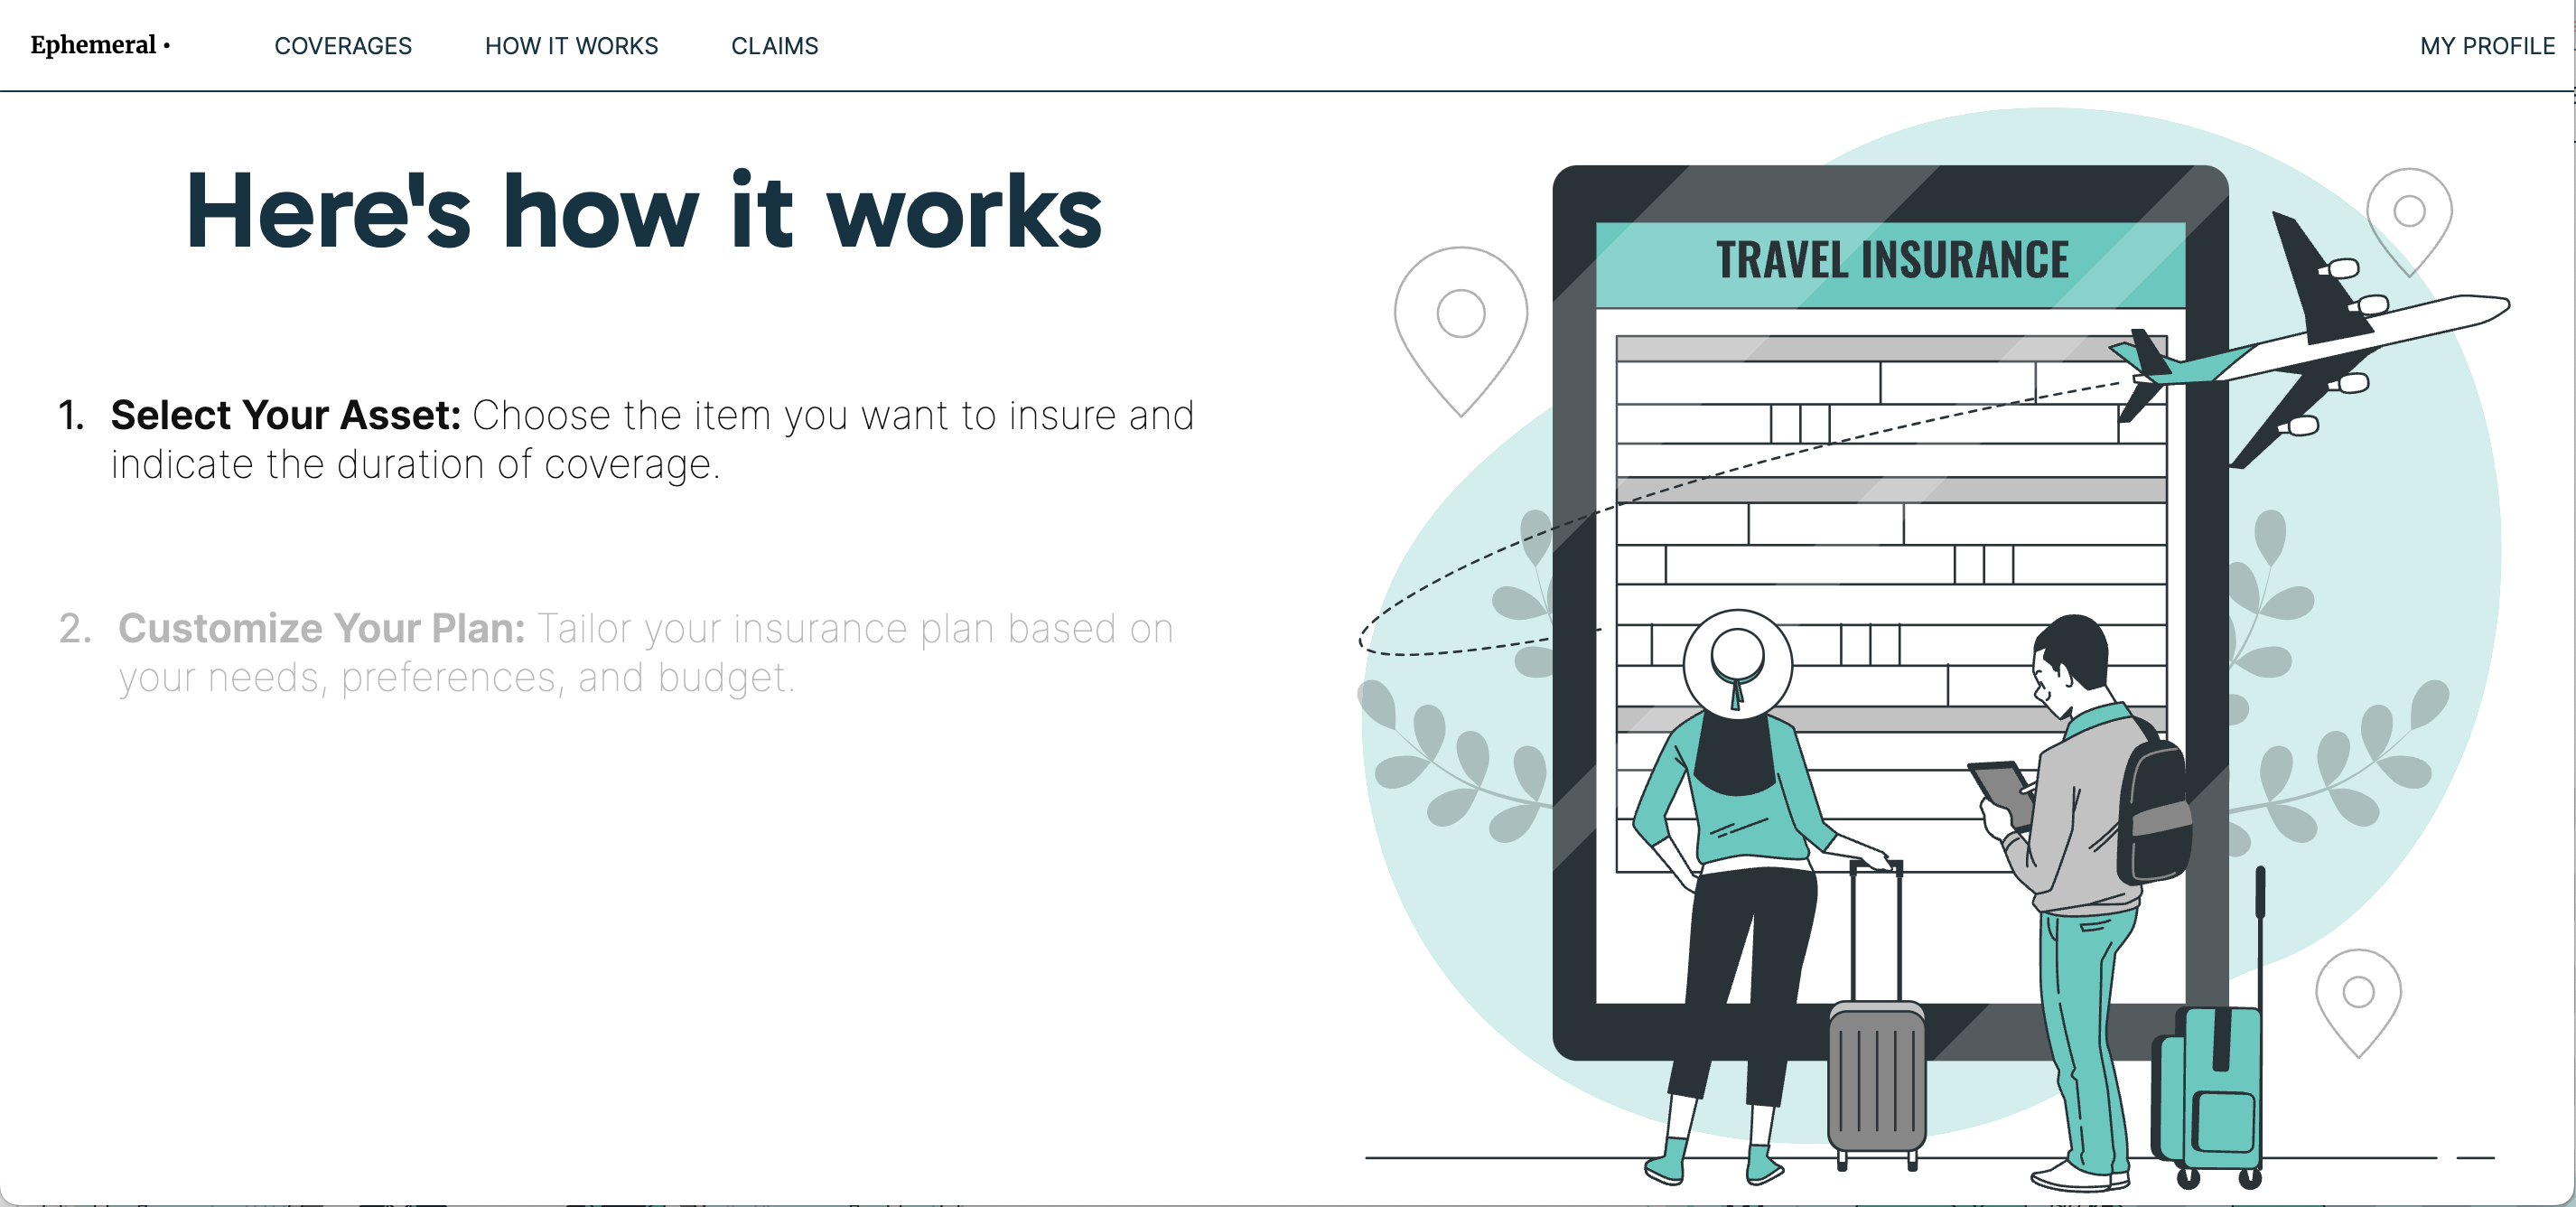 Ephemeral •
COVERAGES
HOW IT WORKS
CLAIMS
MY PROFILE
Here's how it works
TRAVEL INSURANCE
1. Select Your Asset: Choose the item you want to insure and
indicate the duration of coverage.
2. Customize Your Plan: Tailor your insurance plan based on
your needs, preferences, and budget.